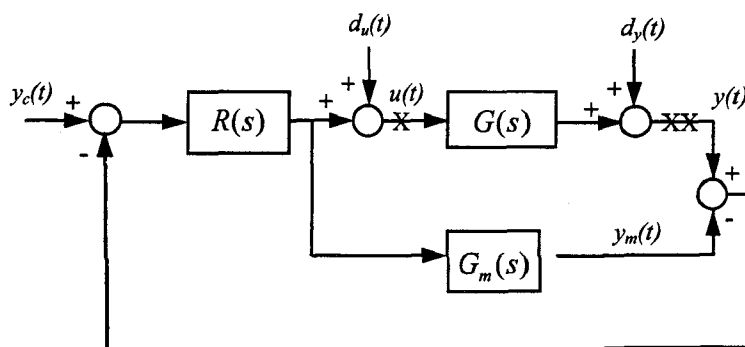 d_u(t)
d_y(t)
y_c(t) + - R(s) + + u(t) X G(s) + + XX y(t)
+ -
G_m(s) y_m(t)